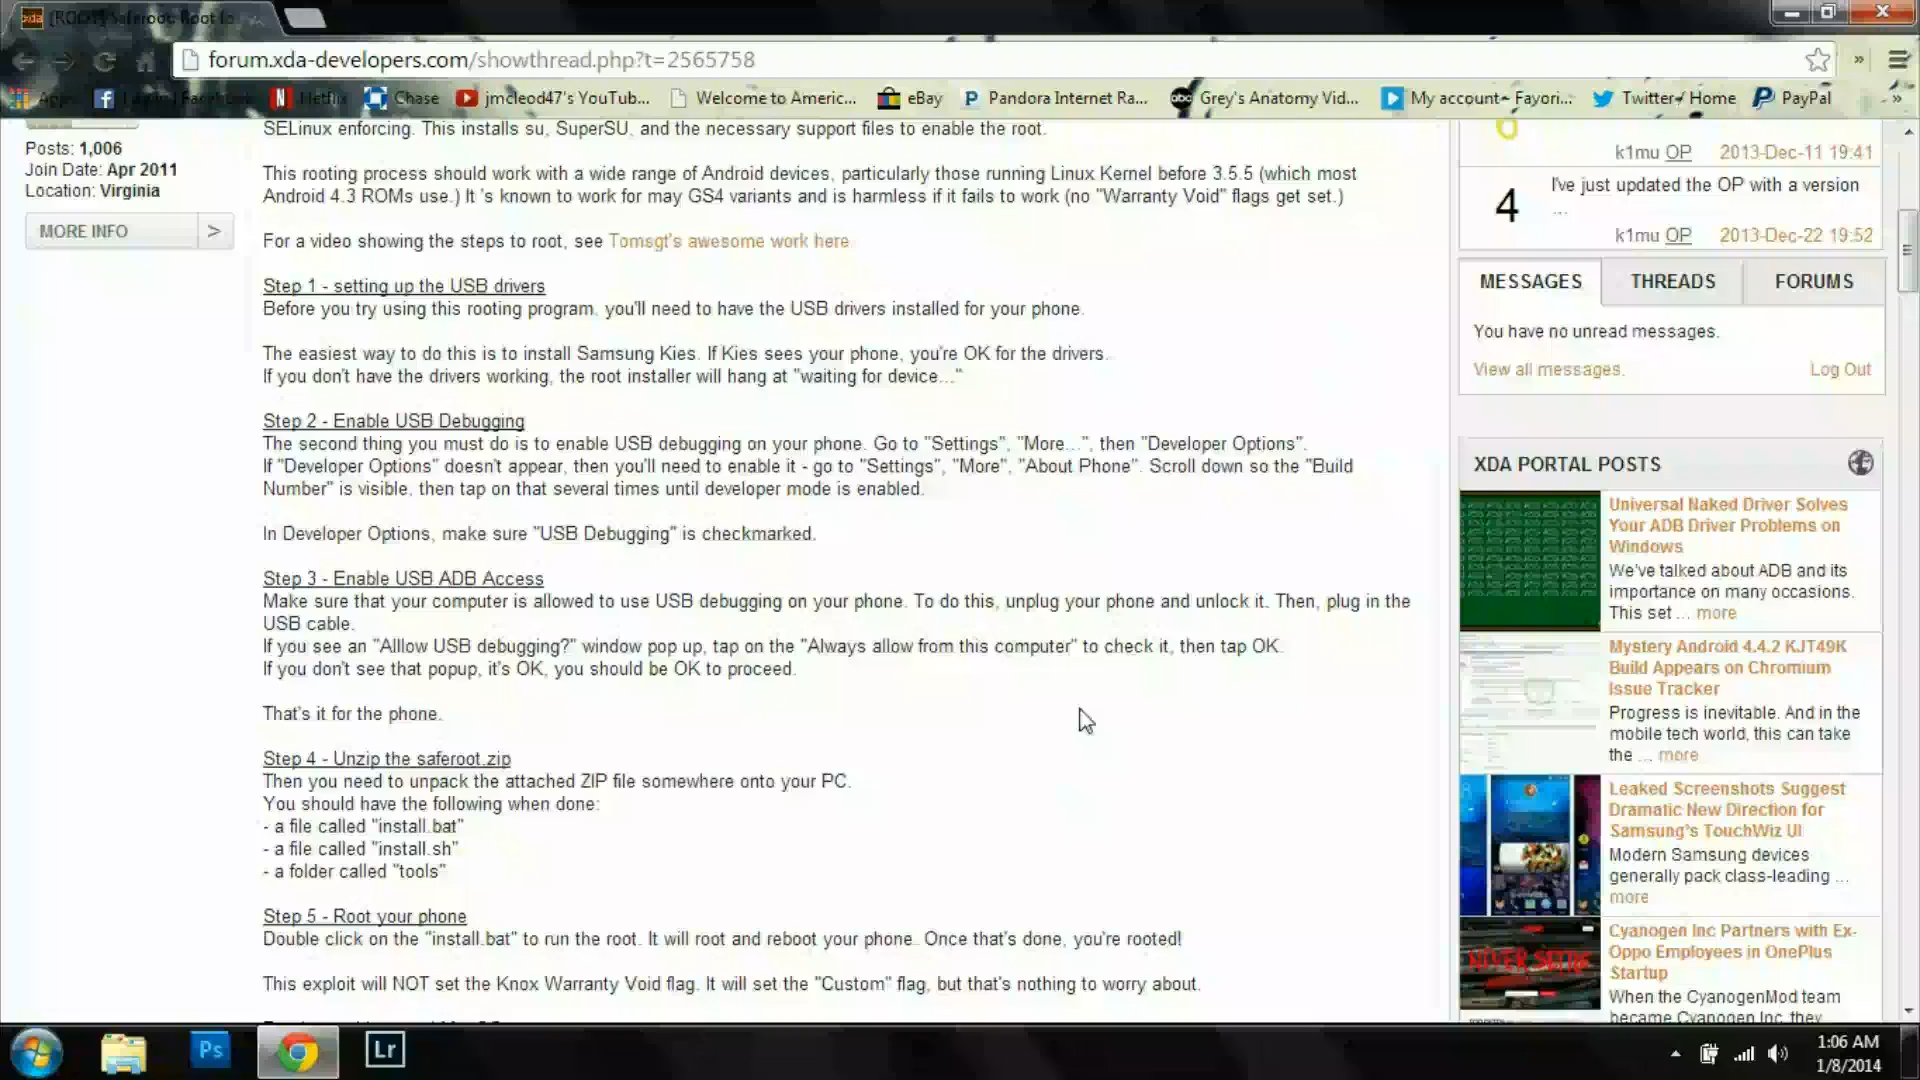 [ROOT] Saferoot: Root fo
forum.xda-developers.com/showthread.php?t=2565758
Apps
Netflix
Chase
jmcleod47's YouTub...
Welcome to Americ...
eBay
Pandora Internet Ra...
abc
Grey's Anatomy Vid...
My account - Fayori...
Twitter / Home
PayPal
»
Posts: 1,006
Join Date: Apr 2011
Location: Virginia
MORE INFO >
SELinux enforcing. This installs su, SuperSU, and the necessary support files to enable the root.
This rooting process should work with a wide range of Android devices, particularly those running Linux Kernel before 3.5.5 (which most
Android 4.3 ROMs use.) It 's known to work for may GS4 variants and is harmless if it fails to work (no "Warranty Void" flags get set.)
For a video showing the steps to root, see Tomsgt's awesome work here
Step 1 - setting up the USB drivers
Before you try using this rooting program, you'll need to have the USB drivers installed for your phone.
The easiest way to do this is to install Samsung Kies. If Kies sees your phone, you're OK for the drivers.
If you don't have the drivers working, the root installer will hang at "waiting for device..."
Step 2 - Enable USB Debugging
The second thing you must do is to enable USB debugging on your phone. Go to "Settings", "More...", then "Developer Options".
If "Developer Options" doesn't appear, then you'll need to enable it - go to "Settings", "More", "About Phone". Scroll down so the "Build
Number" is visible, then tap on that several times until developer mode is enabled.
In Developer Options, make sure "USB Debugging" is checkmarked.
Step 3 - Enable USB ADB Access
Make sure that your computer is allowed to use USB debugging on your phone. To do this, unplug your phone and unlock it. Then, plug in the
USB cable.
If you see an "Alllow USB debugging?" window pop up, tap on the "Always allow from this computer" to check it, then tap OK.
If you don't see that popup, it's OK, you should be OK to proceed.
That's it for the phone.
Step 4 - Unzip the saferoot.zip
Then you need to unpack the attached ZIP file somewhere onto your PC.
You should have the following when done:
- a file called "install.bat"
- a file called "install.sh"
- a folder called "tools"
Step 5 - Root your phone
Double click on the "install.bat" to run the root. It will root and reboot your phone. Once that's done, you're rooted!
This exploit will NOT set the Knox Warranty Void flag. It will set the "Custom" flag, but that's nothing to worry about.
k1mu OP 2013-Dec-11 19:41
4
I've just updated the OP with a version
...
k1mu OP 2013-Dec-22 19:52
MESSAGES THREADS FORUMS
You have no unread messages.
View all messages. Log Out
XDA PORTAL POSTS
Universal Naked Driver Solves
Your ADB Driver Problems on
Windows
We've talked about ADB and its
importance on many occasions.
This set ... more
Mystery Android 4.4.2 KJT49K
Build Appears on Chromium
Issue Tracker
Progress is inevitable. And in the
mobile tech world, this can take
the ... more
Leaked Screenshots Suggest
Dramatic New Direction for
Samsung's TouchWiz UI
Modern Samsung devices
generally pack class-leading ...
more
NEVER SETTLE
Cyanogen Inc Partners with Ex-
Oppo Employees in OnePlus
Startup
When the CyanogenMod team
became Cyanogen Inc. they
Ps
Lr
1:06 AM
1/8/2014